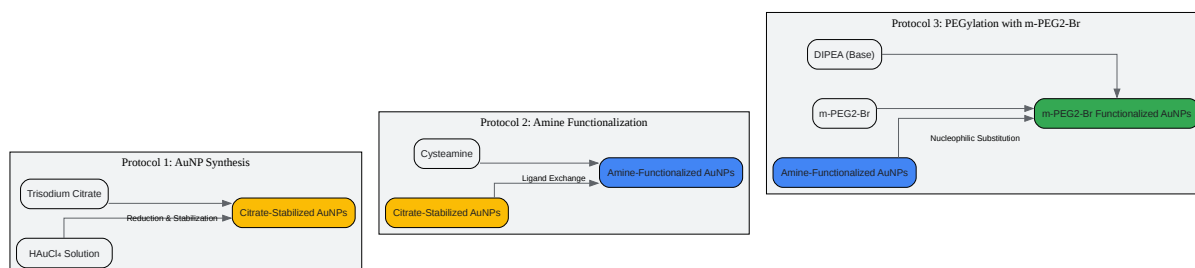 Protocol 1: AuNP Synthesis
Trisodium Citrate
Citrate-Stabilized AuNPs
Reduction & Stabilization
HAuCl₄ Solution
Protocol 2: Amine Functionalization
Cysteamine
Amine-Functionalized AuNPs
Ligand Exchange
Citrate-Stabilized AuNPs
Protocol 3: PEGylation with m-PEG2-Br
DIPEA (Base)
m-PEG2-Br
m-PEG2-Br Functionalized AuNPs
Nucleophilic Substitution
Amine-Functionalized AuNPs